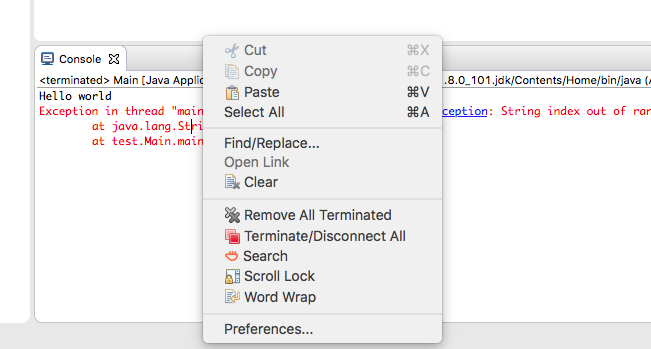 Console
<terminated> Main [Java Applic .8.0_101.jdk/Contents/Home/bin/java (
Hello world
Exception in thread "main ception: String index out of ran
at java.lang.Stri
at test.Main.main
Cut ⌘X
Copy ⌘C
Paste ⌘V
Select All ⌘A
Find/Replace...
Open Link
Clear
Remove All Terminated
Terminate/Disconnect All
Search
Scroll Lock
Word Wrap
Preferences...